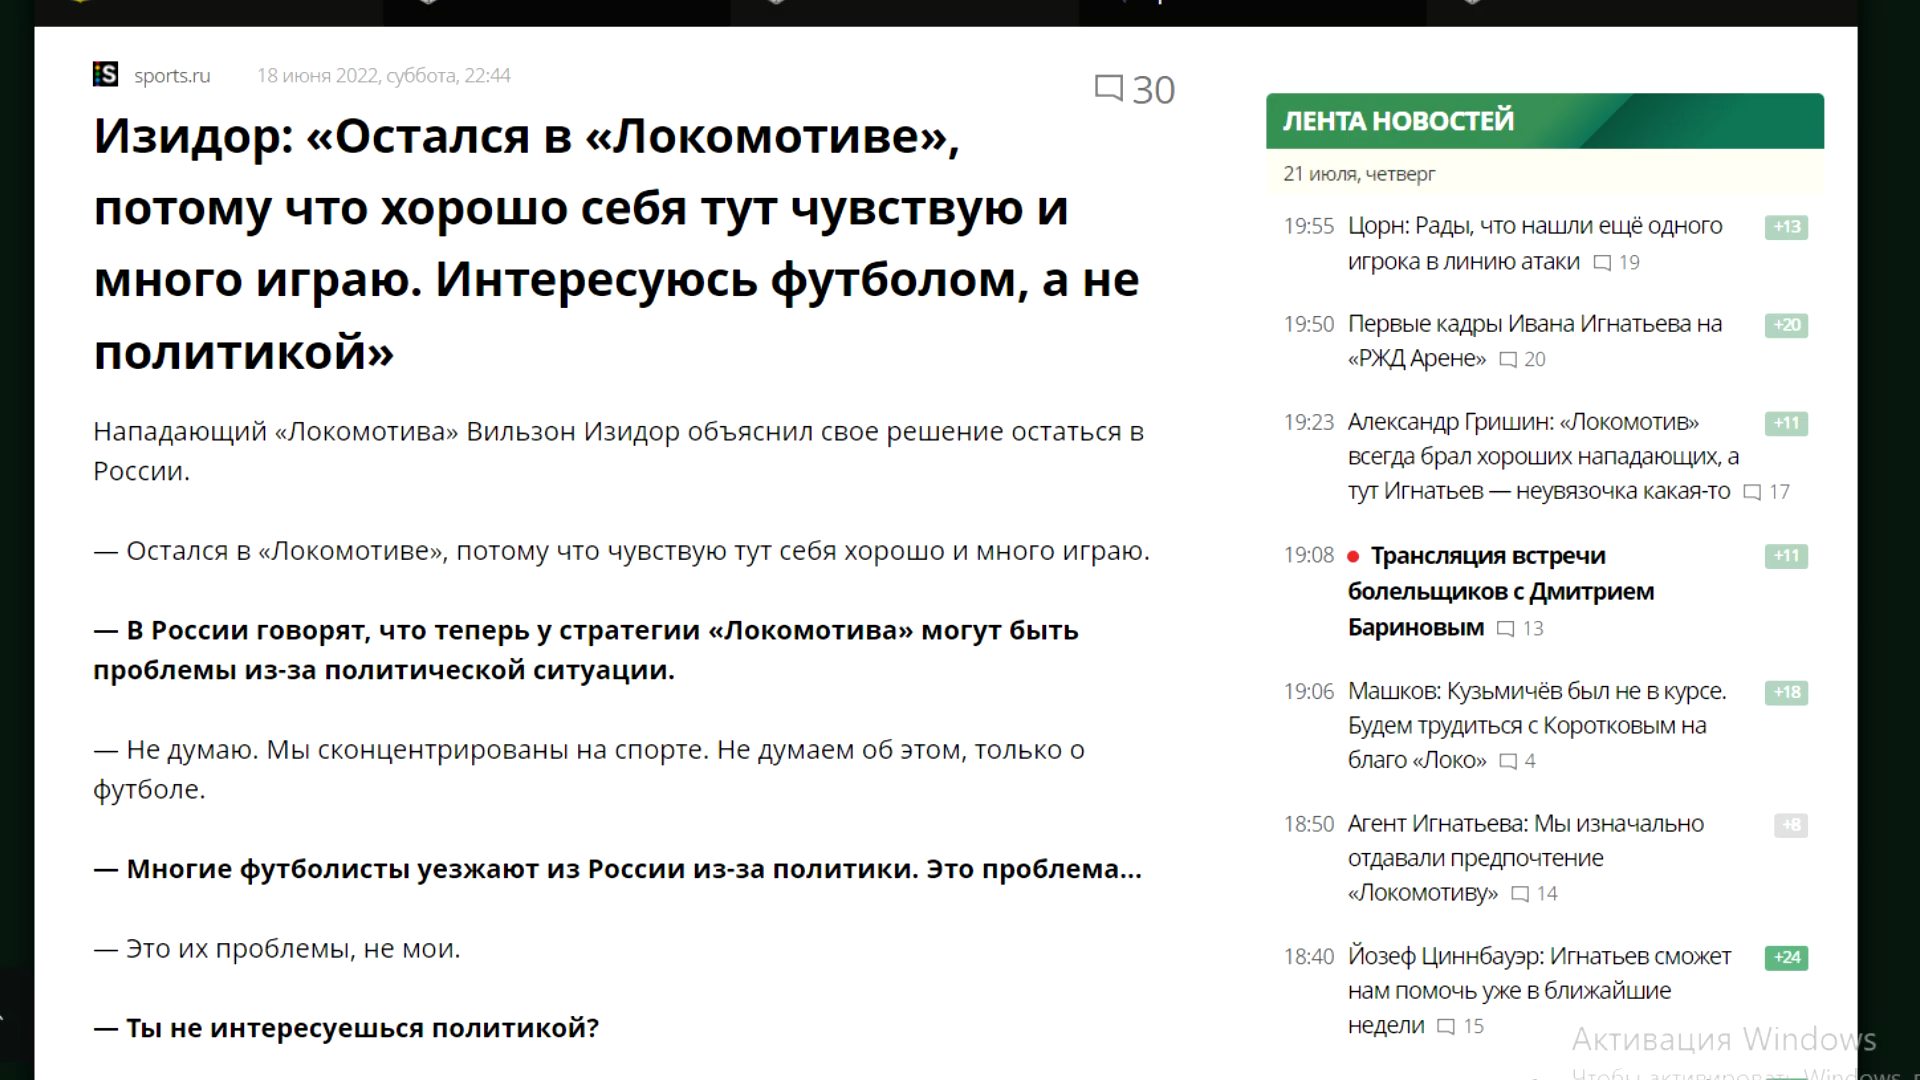 sports.ru 18 июня 2022, суббота, 22:44
30
Изидор: «Остался в «Локомотиве»,
потому что хорошо себя тут чувствую и
много играю. Интересуюсь футболом, а не
политикой»
Нападающий «Локомотива» Вильзон Изидор объяснил свое решение остаться в
России.
— Остался в «Локомотиве», потому что чувствую тут себя хорошо и много играю.
— В России говорят, что теперь у стратегии «Локомотива» могут быть
проблемы из-за политической ситуации.
— Не думаю. Мы сконцентрированы на спорте. Не думаем об этом, только о
футболе.
— Многие футболисты уезжают из России из-за политики. Это проблема...
— Это их проблемы, не мои.
— Ты не интересуешься политикой?
ЛЕНТА НОВОСТЕЙ
21 июля, четверг
19:55 Цорн: Рады, что нашли ещё одного +13
игрока в линию атаки 19
19:50 Первые кадры Ивана Игнатьева на +20
«РЖД Арене» 20
19:23 Александр Гришин: «Локомотив» +11
всегда брал хороших нападающих, а
тут Игнатьев — неувязочка какая-то 17
19:08 Трансляция встречи +11
болельщиков с Дмитрием
Бариновым 13
19:06 Машков: Кузьмичёв был не в курсе. +18
Будем трудиться с Коротковым на
благо «Локо» 4
18:50 Агент Игнатьева: Мы изначально +8
отдавали предпочтение
«Локомотиву» 14
18:40 Йозеф Циннбауэр: Игнатьев сможет +24
нам помочь уже в ближайшие
недели 15
Активация Windows
Чтобы активировать Windows,